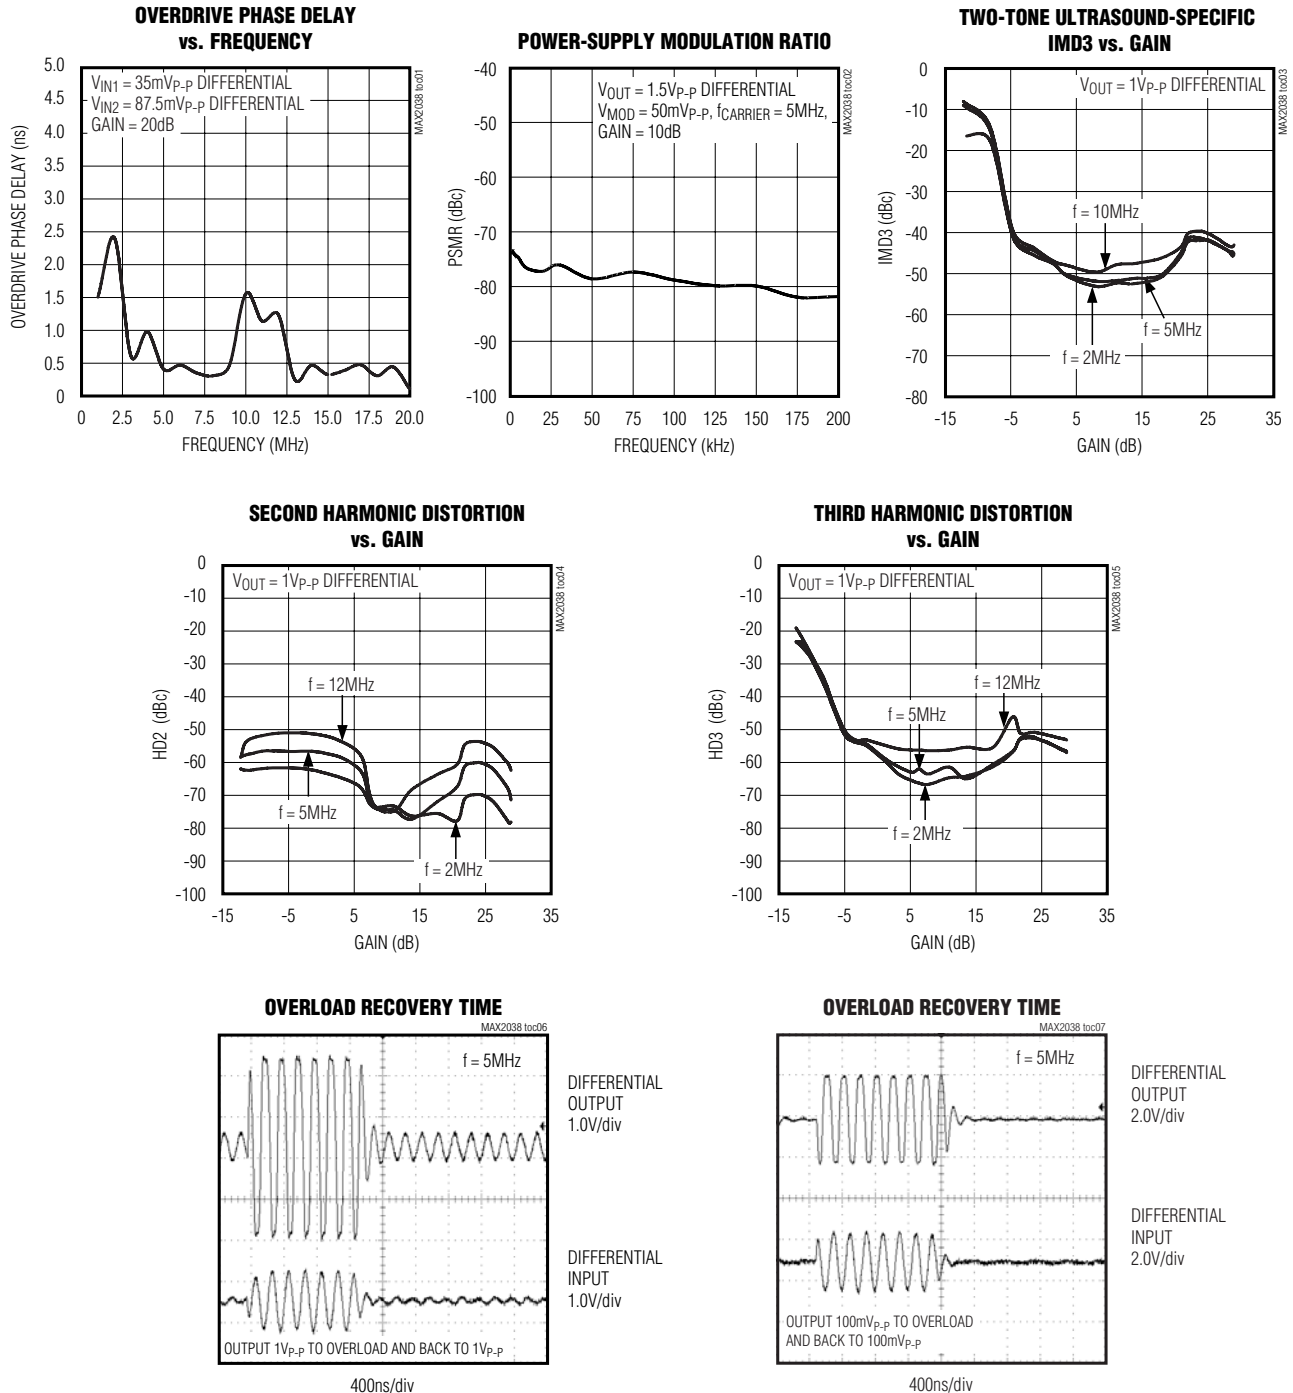 OVERDRIVE PHASE DELAY
vs. FREQUENCY
VIN1 = 35mVP-P DIFFERENTIAL
VIN2 = 87.5mVP-P DIFFERENTIAL
GAIN = 20dB
MAX2038 toc01
OVERDRIVE PHASE DELAY (ns)
5.0
4.5
4.0
3.5
3.0
2.5
2.0
1.5
1.0
0.5
0
0 2.5 5.0 7.5 10.0 12.5 15.0 17.5 20.0
FREQUENCY (MHz)
POWER-SUPPLY MODULATION RATIO
VOUT = 1.5VP-P DIFFERENTIAL
VMOD = 50mVP-P, fCARRIER = 5MHz,
GAIN = 10dB
MAX2038 toc02
PSMR (dBc)
-40
-50
-60
-70
-80
-90
-100
0 25 50 75 100 125 150 175 200
FREQUENCY (kHz)
TWO-TONE ULTRASOUND-SPECIFIC
IMD3 vs. GAIN
VOUT = 1VP-P DIFFERENTIAL
MAX2038 toc03
IMD3 (dBc)
0
-10
-20
-30
-40
-50
-60
-70
-80
f = 10MHz
f = 5MHz
f = 2MHz
-15 -5 5 15 25 35
GAIN (dB)
SECOND HARMONIC DISTORTION
vs. GAIN
VOUT = 1VP-P DIFFERENTIAL
MAX2038 toc04
HD2 (dBc)
0
-10
-20
-30
-40
-50
-60
-70
-80
-90
-100
f = 12MHz
f = 5MHz
f = 2MHz
-15 -5 5 15 25 35
GAIN (dB)
THIRD HARMONIC DISTORTION
vs. GAIN
VOUT = 1VP-P DIFFERENTIAL
MAX2038 toc05
HD3 (dBc)
0
-10
-20
-30
-40
-50
-60
-70
-80
-90
-100
f = 12MHz
f = 5MHz
f = 2MHz
-15 -5 5 15 25 35
GAIN (dB)
OVERLOAD RECOVERY TIME
MAX2038 toc06
f = 5MHz
DIFFERENTIAL
OUTPUT
1.0V/div
DIFFERENTIAL
INPUT
1.0V/div
OUTPUT 1VP-P TO OVERLOAD AND BACK TO 1VP-P
400ns/div
OVERLOAD RECOVERY TIME
MAX2038 toc07
f = 5MHz
DIFFERENTIAL
OUTPUT
2.0V/div
DIFFERENTIAL
INPUT
2.0V/div
OUTPUT 100mVP-P TO OVERLOAD
AND BACK TO 100mVP-P
400ns/div